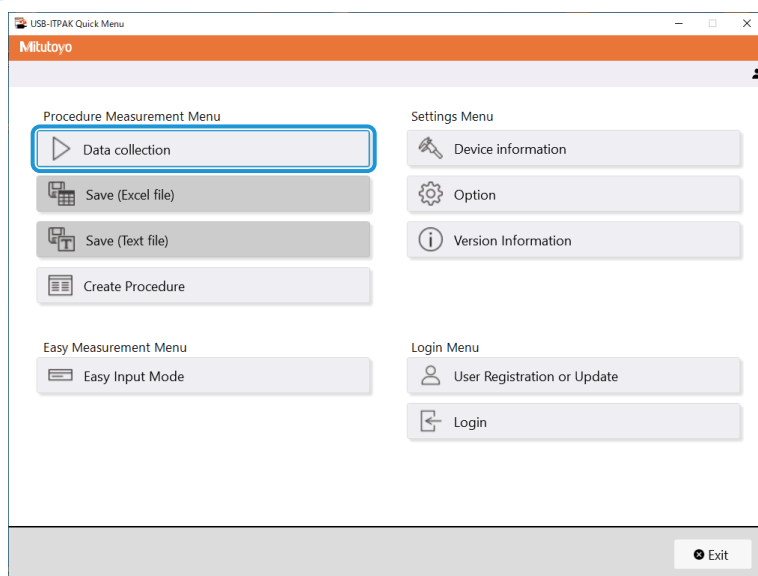 USB-ITPAK Quick Menu
Mitutoyo
Procedure Measurement Menu
Data collection
Save (Excel file)
Save (Text file)
Create Procedure
Easy Measurement Menu
Easy Input Mode
Settings Menu
Device information
Option
Version Information
Login Menu
User Registration or Update
Login
Exit